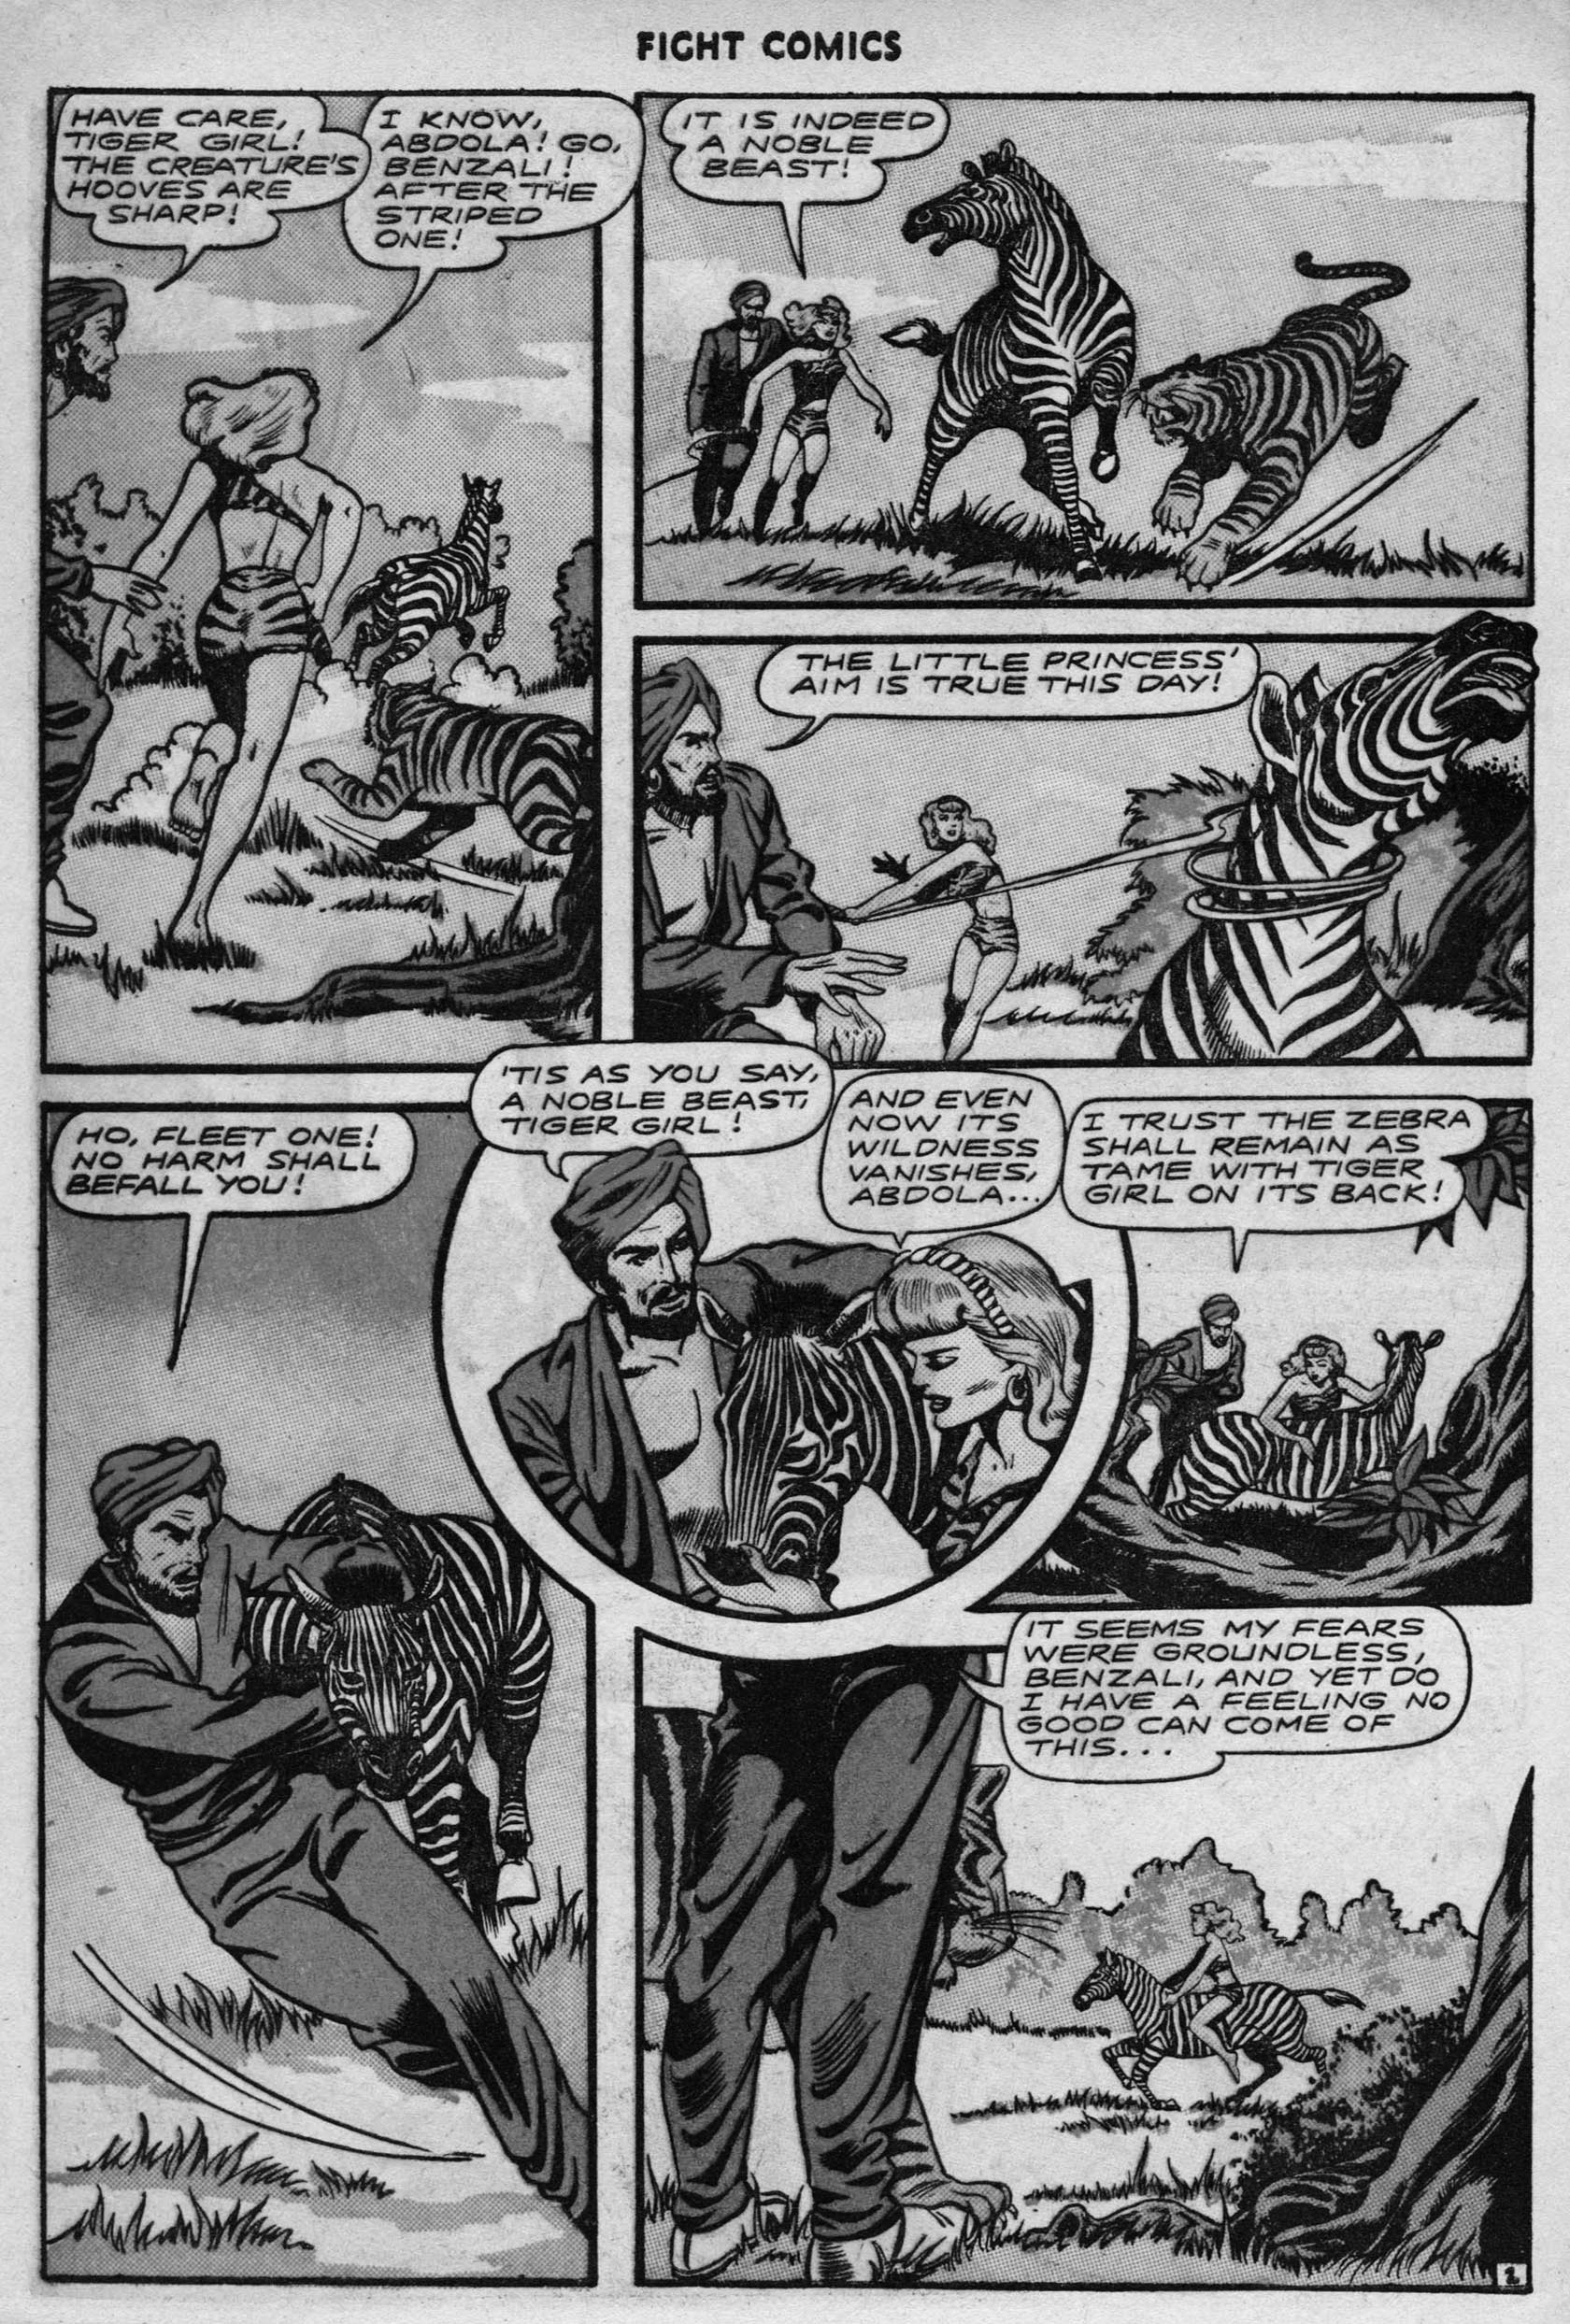 FIGHT COMICS
HAVE CARE,
TIGER GIRL!
THE CREATURE'S
HOOVES ARE
SHARP!
I KNOW,
ABDOLA! GO,
BENZALI!
AFTER THE
STRIPED
ONE!
IT IS INDEED
A NOBLE
BEAST!
THE LITTLE PRINCESS'
AIM IS TRUE THIS DAY!
HO, FLEET ONE!
NO HARM SHALL
BEFALL YOU!
'TIS AS YOU SAY,
A NOBLE BEAST,
TIGER GIRL!
AND EVEN
NOW ITS
WILDNESS
VANISHES,
ABDOLA...
I TRUST THE ZEBRA
SHALL REMAIN AS
TAME WITH TIGER
GIRL ON ITS BACK!
IT SEEMS MY FEARS
WERE GROUNDLESS,
BENZALI, AND YET DO
I HAVE A FEELING NO
GOOD CAN COME OF
THIS...
2